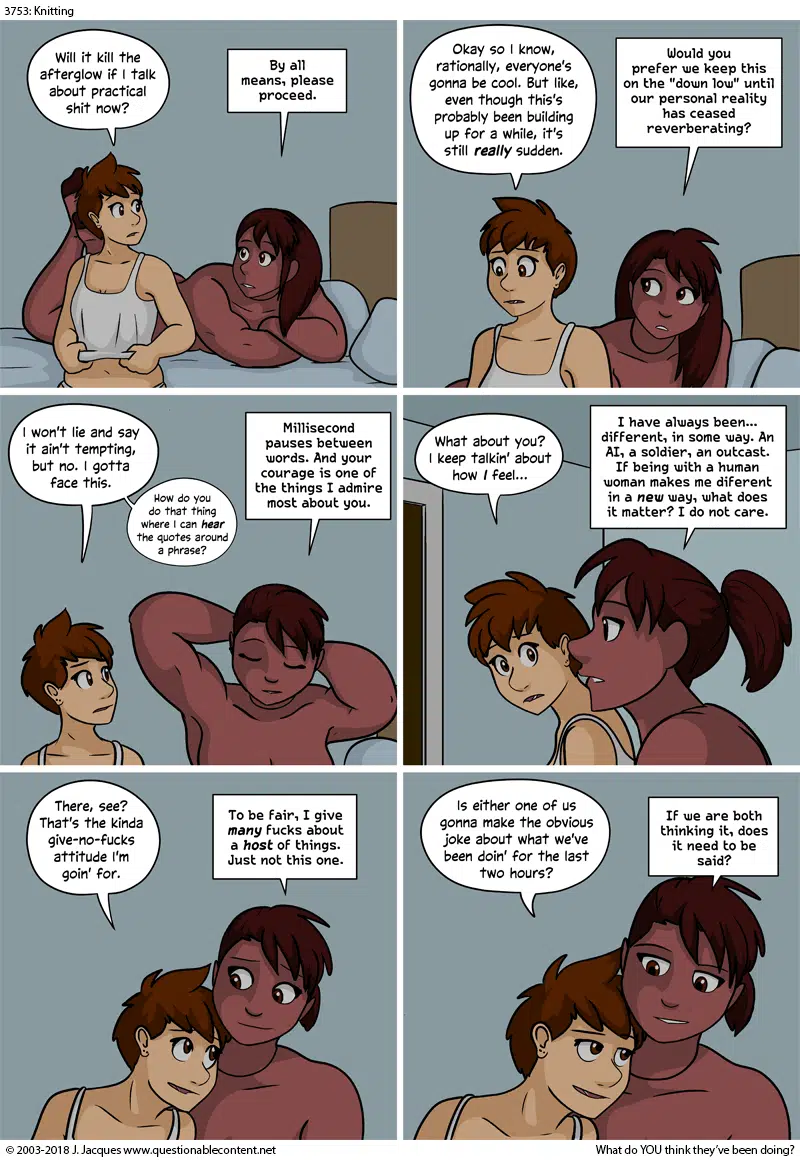 3753: Knitting
Will it kill the
afterglow if I talk
about practical
shit now?
By all
means, please
proceed.
Okay so I know,
rationally, everyone's
gonna be cool. But like,
even though this's
probably been building
up for a while, it's
still really sudden.
Would you
prefer we keep this
on the "down low" until
our personal reality
has ceased
reverberating?
I won't lie and say
it ain't tempting,
but no. I gotta
face this.
How do you
do that thing
where I can hear
the quotes around
a phrase?
Millisecond
pauses between
words. And your
courage is one of
the things I admire
most about you.
What about you?
I keep talkin' about
how I feel...
I have always been...
different, in some way. An
AI, a soldier, an outcast.
If being with a human
woman makes me diferent
in a new way, what does
it matter? I do not care.
There, see?
That's the kinda
give-no-fucks
attitude I'm
goin' for.
To be fair, I give
many fucks about
a host of things.
Just not this one.
Is either one of us
gonna make the obvious
joke about what we've
been doin' for the last
two hours?
If we are both
thinking it, does
it need to be
said?
© 2003-2018 J. Jacques www.questionablecontent.net
What do YOU think they've been doing?